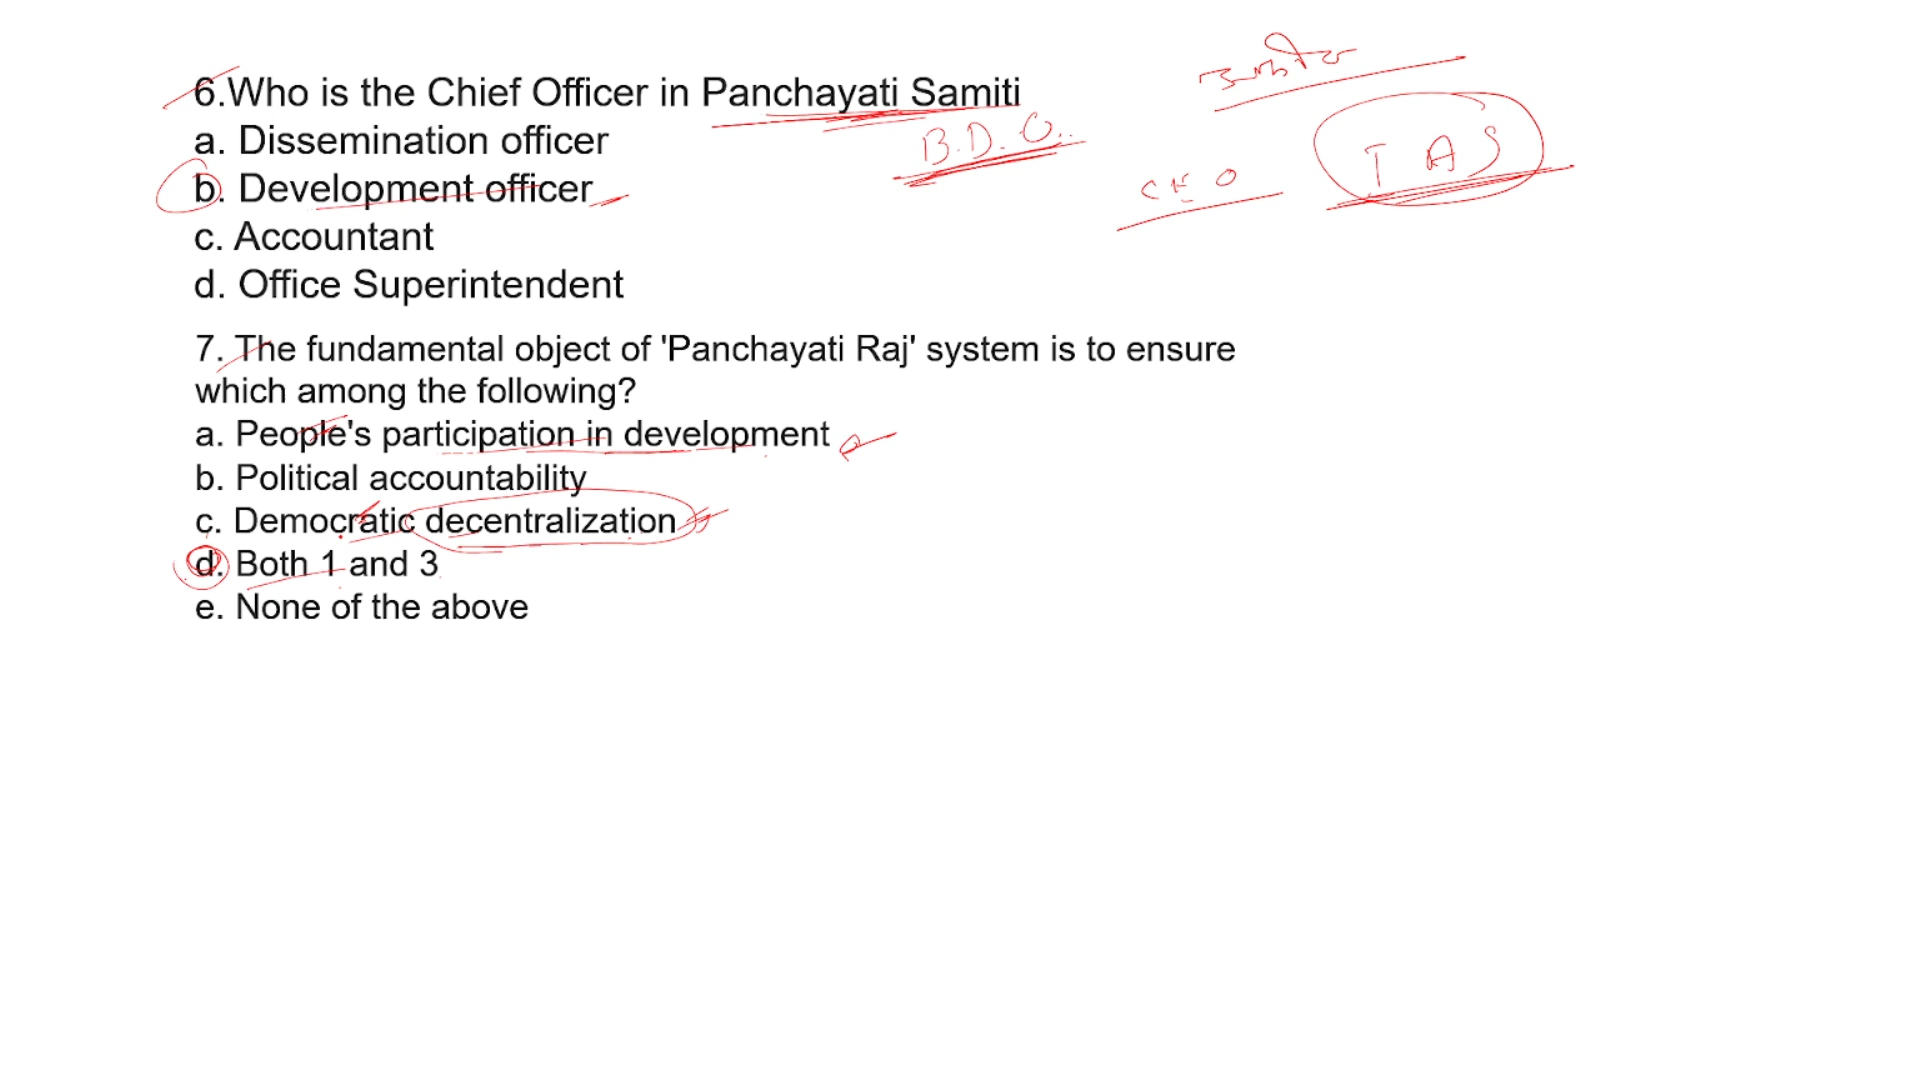 6.Who is the Chief Officer in Panchayati Samiti
a. Dissemination officer
B.D.O.
b. Development officer
CEO
IAS
c. Accountant
d. Office Superintendent
7. The fundamental object of 'Panchayati Raj' system is to ensure
which among the following?
a. People's participation in development
b. Political accountability
c. Democratic decentralization
d. Both 1 and 3
e. None of the above